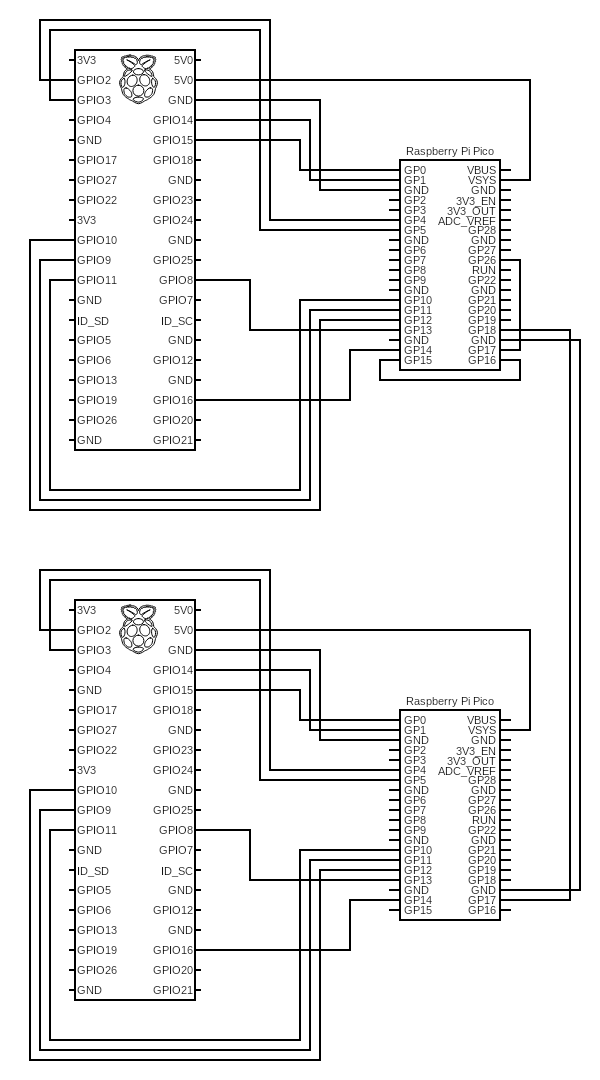 3V3 5V0
GPIO2 5V0
GPIO3 GND
GPIO4 GPIO14
GND GPIO15
GPIO17 GPIO18
GPIO27 GND
GPIO22 GPIO23
3V3 GPIO24
GPIO10 GND
GPIO9 GPIO25
GPIO11 GPIO8
GND GPIO7
ID_SD ID_SC
GPIO5 GND
GPIO6 GPIO12
GPIO13 GND
GPIO19 GPIO16
GPIO26 GPIO20
GND GPIO21
Raspberry Pi Pico
GP0 VBUS
GP1 VSYS
GND GND
GP2 3V3_EN
GP3 3V3_OUT
GP4 ADC_VREF
GP5 GP28
GND GND
GP6 GP27
GP7 GP26
GP8 RUN
GP9 GP22
GND GND
GP10 GP21
GP11 GP20
GP12 GP19
GP13 GP18
GND GND
GP14 GP17
GP15 GP16
3V3 5V0
GPIO2 5V0
GPIO3 GND
GPIO4 GPIO14
GND GPIO15
GPIO17 GPIO18
GPIO27 GND
GPIO22 GPIO23
3V3 GPIO24
GPIO10 GND
GPIO9 GPIO25
GPIO11 GPIO8
GND GPIO7
ID_SD ID_SC
GPIO5 GND
GPIO6 GPIO12
GPIO13 GND
GPIO19 GPIO16
GPIO26 GPIO20
GND GPIO21
Raspberry Pi Pico
GP0 VBUS
GP1 VSYS
GND GND
GP2 3V3_EN
GP3 3V3_OUT
GP4 ADC_VREF
GP5 GP28
GND GND
GP6 GP27
GP7 GP26
GP8 RUN
GP9 GP22
GND GND
GP10 GP21
GP11 GP20
GP12 GP19
GP13 GP18
GND GND
GP14 GP17
GP15 GP16